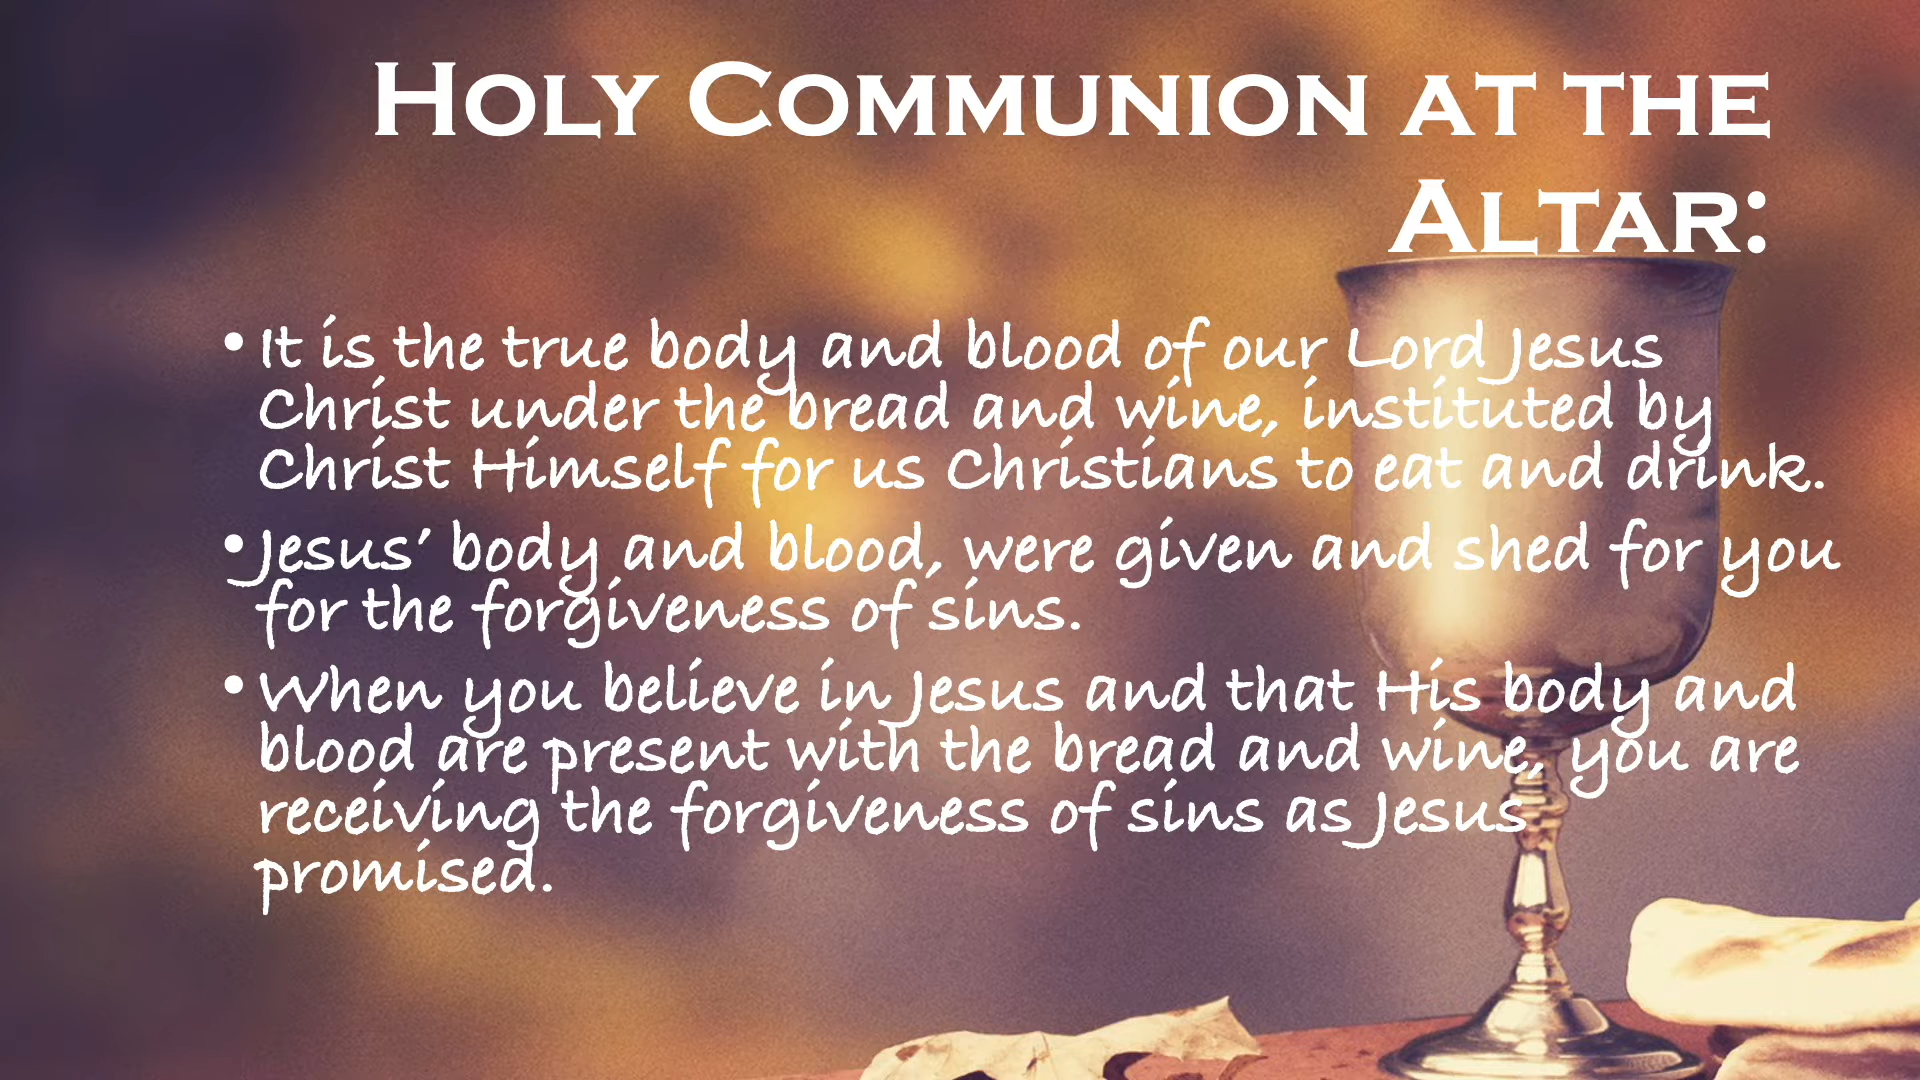 Holy Communion at the
Altar:
• It is the true body and blood of our Lord Jesus
Christ under the bread and wine, instituted by
Christ Himself for us Christians to eat and drink.
• Jesus’ body and blood, were given and shed for you
for the forgiveness of sins.
• When you believe in Jesus and that His body and
blood are present with the bread and wine, you are
receiving the forgiveness of sins as Jesus
promised.